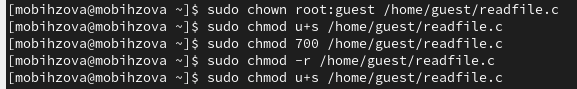 [mobihzova@mobihzova ~]$ sudo chown root:guest /home/guest/readfile.c
[mobihzova@mobihzova ~]$ sudo chmod u+s /home/guest/readfile.c
[mobihzova@mobihzova ~]$ sudo chmod 700 /home/guest/readfile.c
[mobihzova@mobihzova ~]$ sudo chmod -r /home/guest/readfile.c
[mobihzova@mobihzova ~]$ sudo chmod u+s /home/guest/readfile.c